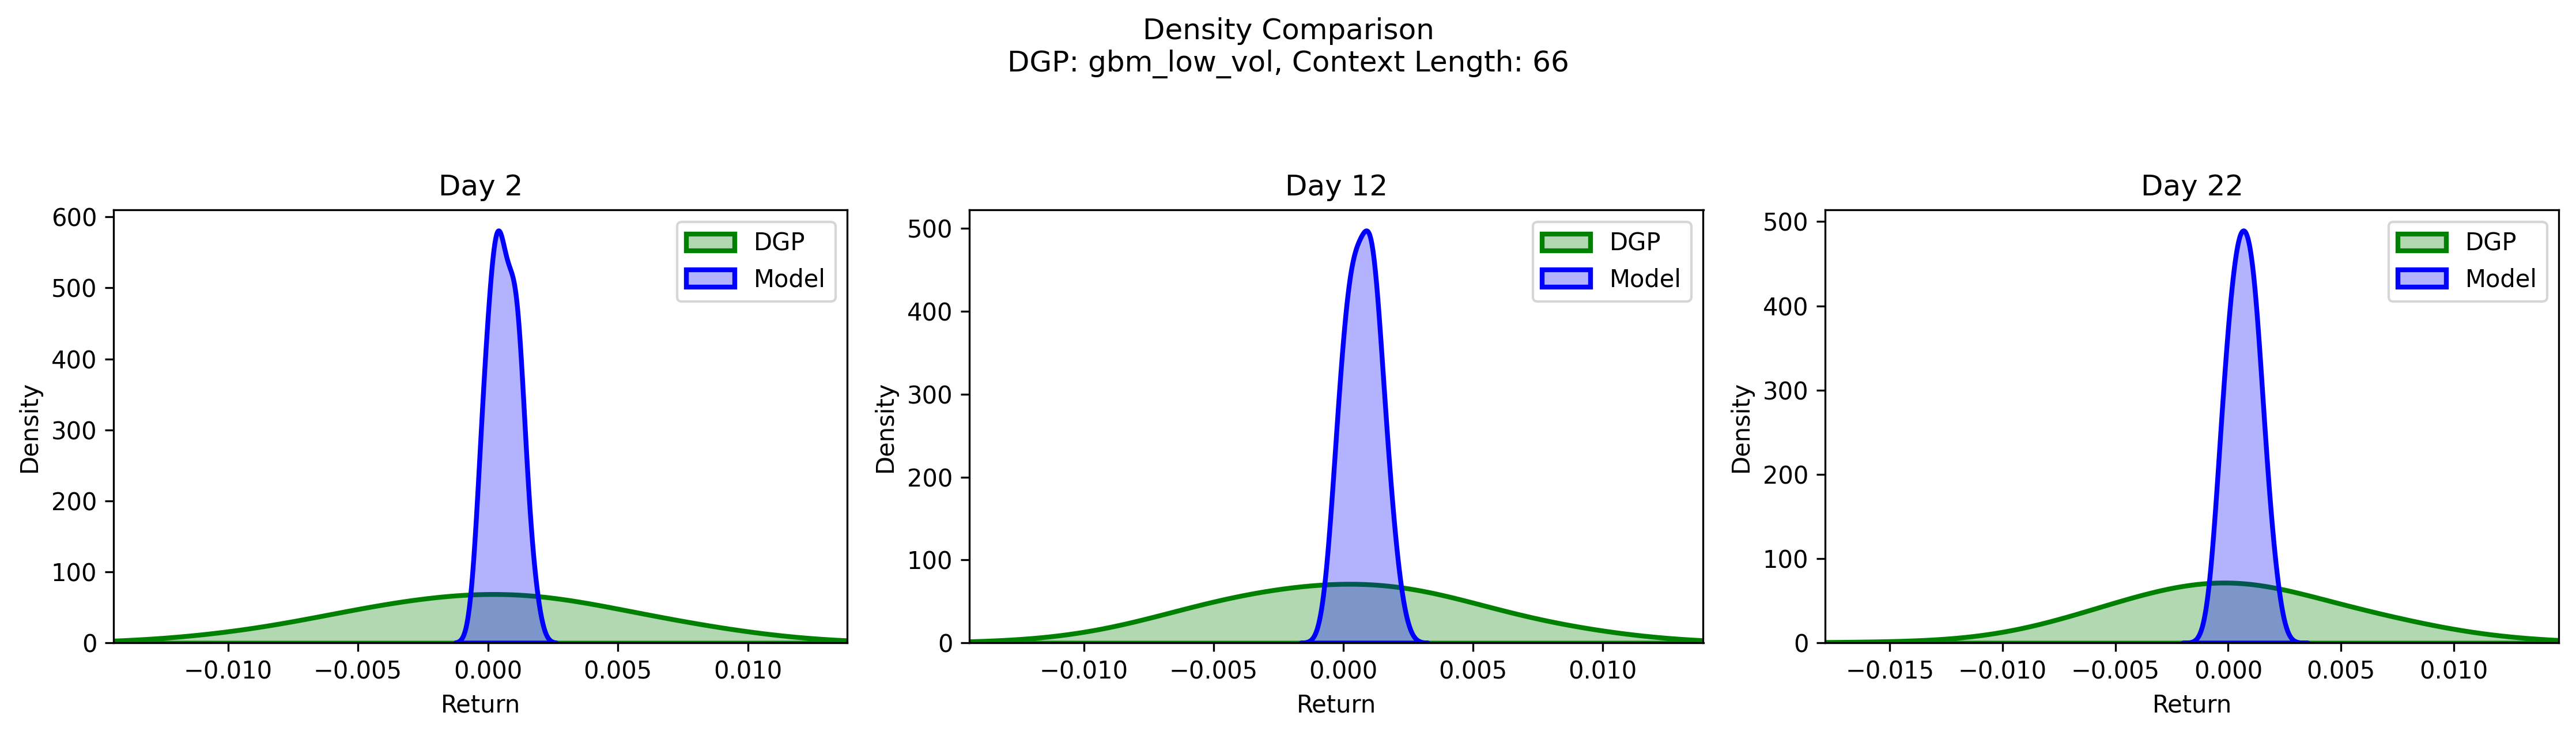 Density Comparison
DGP: gbm_low_vol, Context Length: 66
Day 2
600
500
400
300
200
100
0
Density
−0.010 −0.005 0.000 0.005 0.010
Return
DGP
Model
Day 12
500
400
300
200
100
0
Density
−0.010 −0.005 0.000 0.005 0.010
Return
DGP
Model
Day 22
500
400
300
200
100
0
Density
−0.015 −0.010 −0.005 0.000 0.005 0.010
Return
DGP
Model